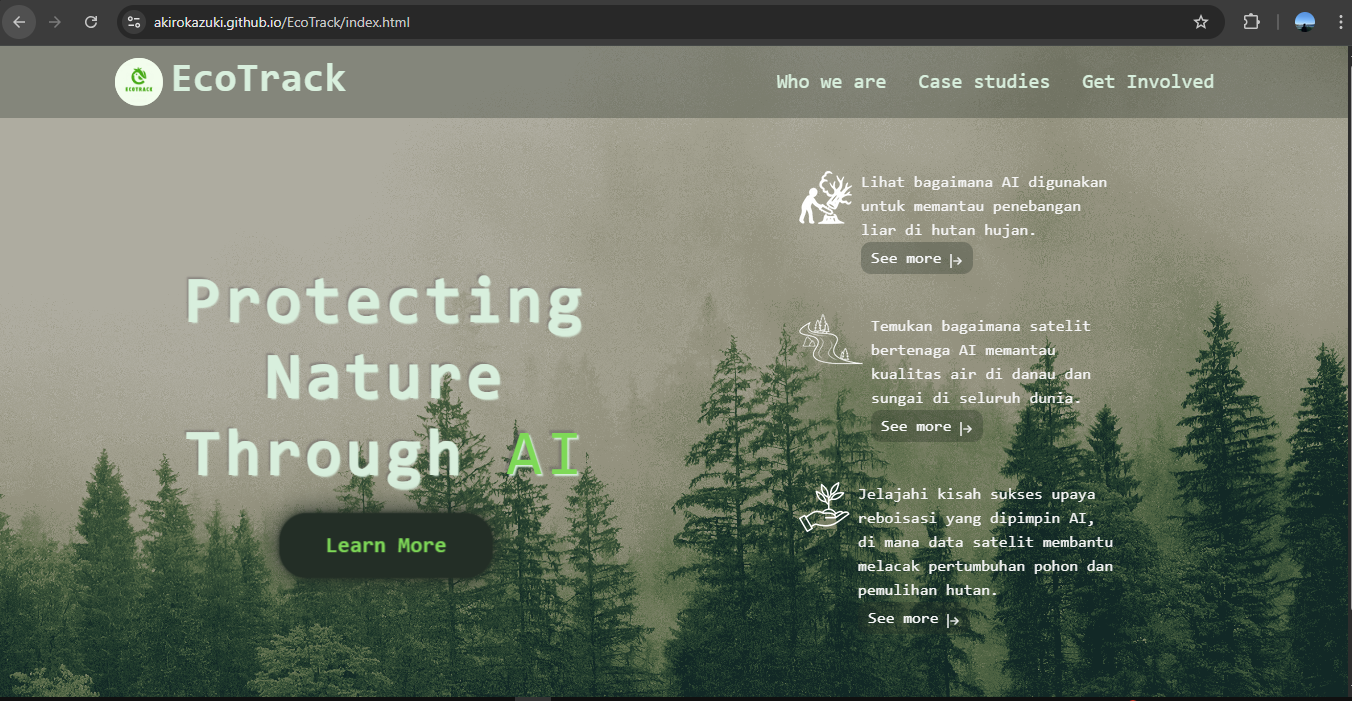 akirokazuki.github.io/EcoTrack/index.html
ECOTRACK
EcoTrack
Who we are
Case studies
Get Involved
Protecting
Nature
Through AI
Learn More
Lihat bagaimana AI digunakan
untuk memantau penebangan
liar di hutan hujan.
See more
Temukan bagaimana satelit
bertenaga AI memantau
kualitas air di danau dan
sungai di seluruh dunia.
See more
Jelajahi kisah sukses upaya
reboisasi yang dipimpin AI,
di mana data satelit membantu
melacak pertumbuhan pohon dan
pemulihan hutan.
See more